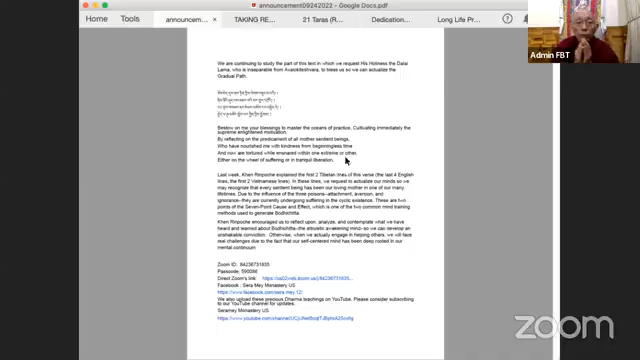 announcement09242022 — Google Docs.pdf
Home
Tools
announcement...
×
TAKING RE...
21 Taras (R...
Dedication...
Long Life Pr...
?
Admin FBT
We are continuing to study the part of this text in which we request His Holiness the Dalai
Lama, who is inseparable from Avalokiteshvara, to bless us so we can actualize the
Gradual Path.
Bestow on me your blessings to master the oceans of practice, Cultivating immediately the
supreme enlightened motivation.
By reflecting on the predicament of all mother sentient beings,
Who have nourished me with kindness from beginningless time
And now are tortured while ensnared within one extreme or other,
Either on the wheel of suffering or in tranquil liberation.
Last week, Khen Rinpoche explained the first 2 Tibetan lines of this verse (the last 4 English
lines, the first 2 Vietnamese lines). In these lines, we request to actualize our minds so we
may recognize that every sentient being has been our loving mother in one of our many
lifetimes. Due to the influence of the three poisons—attachment, aversion, and
ignorance—they are currently undergoing suffering in the cyclic existence. These are two
points of the Seven-Point Cause and Effect, which is one of the two common mind training
methods used to generate Bodhichitta.
Khen Rinpoche encouraged us to reflect upon, analyze, and contemplate what we have
heard and learned about Bodhichitta–the altruistic awakening mind– so we can develop an
unshakable conviction. Otherwise, when we actually engage in helping others, we will face
real challenges due to the fact that our self-centered mind has been deep rooted in our
mental continuum
Zoom ID: 84236731835
Passcode: 590086
Direct Zoom's link:
Facebook : Sera Mey Monastery US
https://www.facebook.com/sera.mey.12/
We also upload these precious Dharma teachings on YouTube. Please consider subscribing
to our YouTube channel for updates.
Seramey Monastery US
zoom